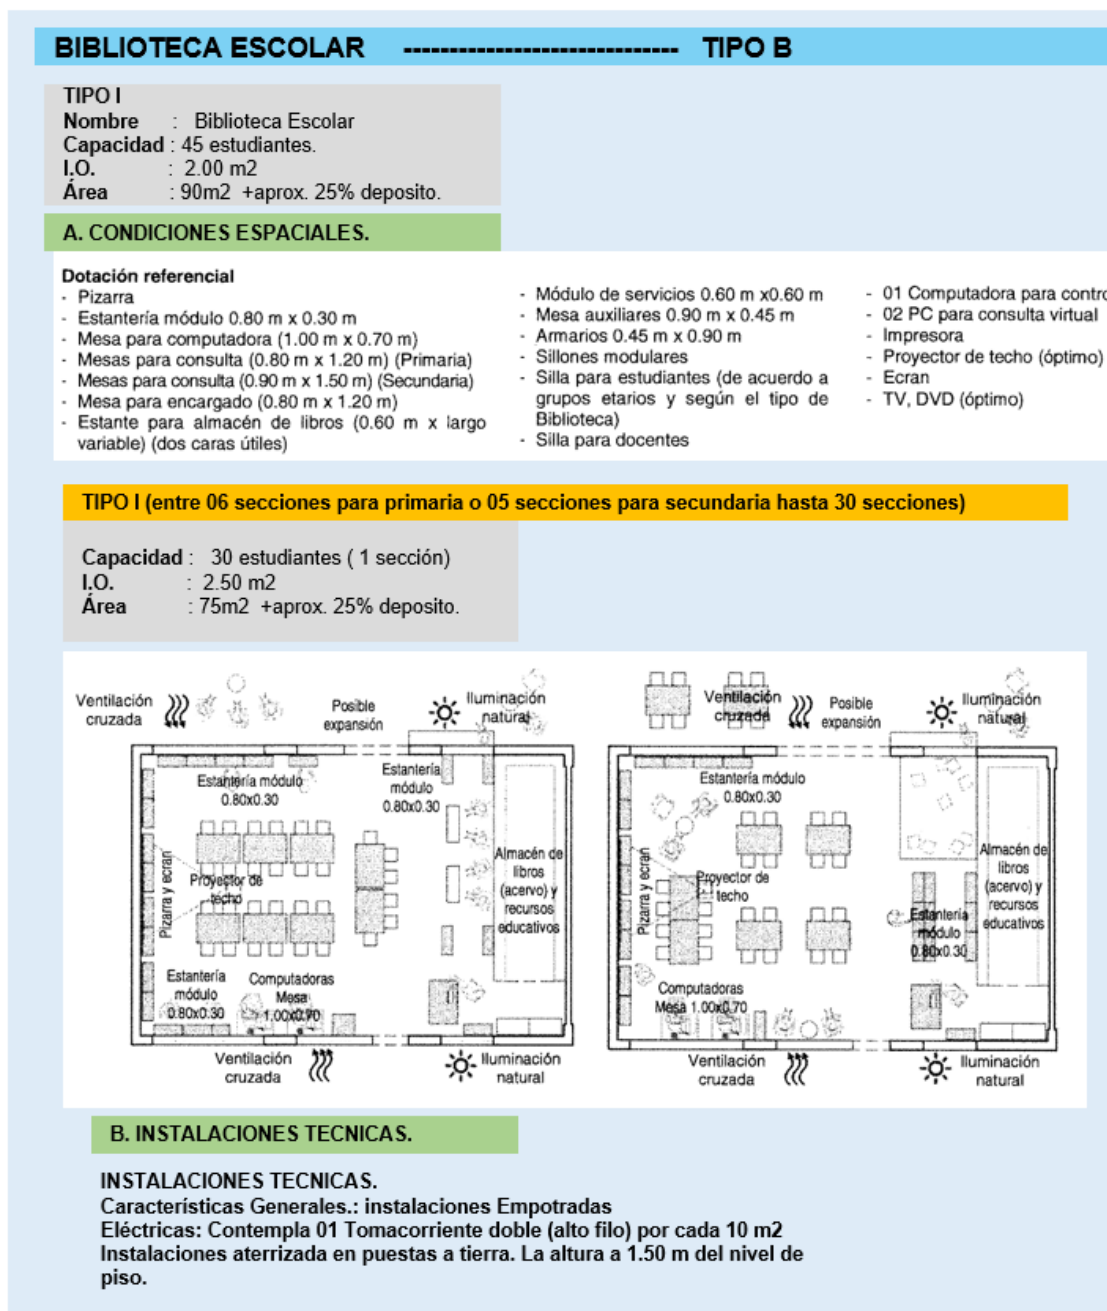 BIBLIOTECA ESCOLAR ------------------------------ TIPO B
TIPO I
Nombre : Biblioteca Escolar
Capacidad : 45 estudiantes.
I.O. : 2.00 m2
Área : 90m2 +aprox. 25% deposito.
A. CONDICIONES ESPACIALES.
Dotación referencial
- Pizarra
- Estantería módulo 0.80 m x 0.30 m
- Mesa para computadora (1.00 m x 0.70 m)
- Mesas para consulta (0.80 m x 1.20 m) (Primaria)
- Mesas para consulta (0.90 m x 1.50 m) (Secundaria)
- Mesa para encargado (0.80 m x 1.20 m)
- Estante para almacén de libros (0.60 m x largo
variable) (dos caras útiles)
- Módulo de servicios 0.60 m x0.60 m
- Mesa auxiliares 0.90 m x 0.45 m
- Armarios 0.45 m x 0.90 m
- Sillones modulares
- Silla para estudiantes (de acuerdo a
grupos etarios y según el tipo de
Biblioteca)
- Silla para docentes
- 01 Computadora para contro
- 02 PC para consulta virtual
- Impresora
- Proyector de techo (óptimo)
- Ecran
- TV, DVD (óptimo)
TIPO I (entre 06 secciones para primaria o 05 secciones para secundaria hasta 30 secciones)
Capacidad : 30 estudiantes ( 1 sección)
I.O. : 2.50 m2
Área : 75m2 +aprox. 25% deposito.
Ventilación
cruzada
Posible
expansión
Iluminación
natural
Estantería módulo
0.80x0.30
Estantería
módulo
0.80x0.30
Pizarra y ecran
Proyector de
techo
Almacén de
libros
(acervo) y
recursos
educativos
Estantería
módulo
0.80x0.30
Computadoras
Mesa
1.00x0.70
Ventilación
cruzada
Iluminación
natural
Ventilación
cruzada
Posible
expansión
Iluminación
natural
Estantería módulo
0.80x0.30
Pizarra y ecran
Proyector de
techo
Almacén de
libros
(acervo) y
recursos
educativos
Estantería
módulo
0.80x0.30
Computadoras
Mesa 1.00x0.70
Ventilación
cruzada
Iluminación
natural
B. INSTALACIONES TECNICAS.
INSTALACIONES TECNICAS.
Características Generales.: instalaciones Empotradas
Eléctricas: Contempla 01 Tomacorriente doble (alto filo) por cada 10 m2
Instalaciones aterrizada en puestas a tierra. La altura a 1.50 m del nivel de
piso.